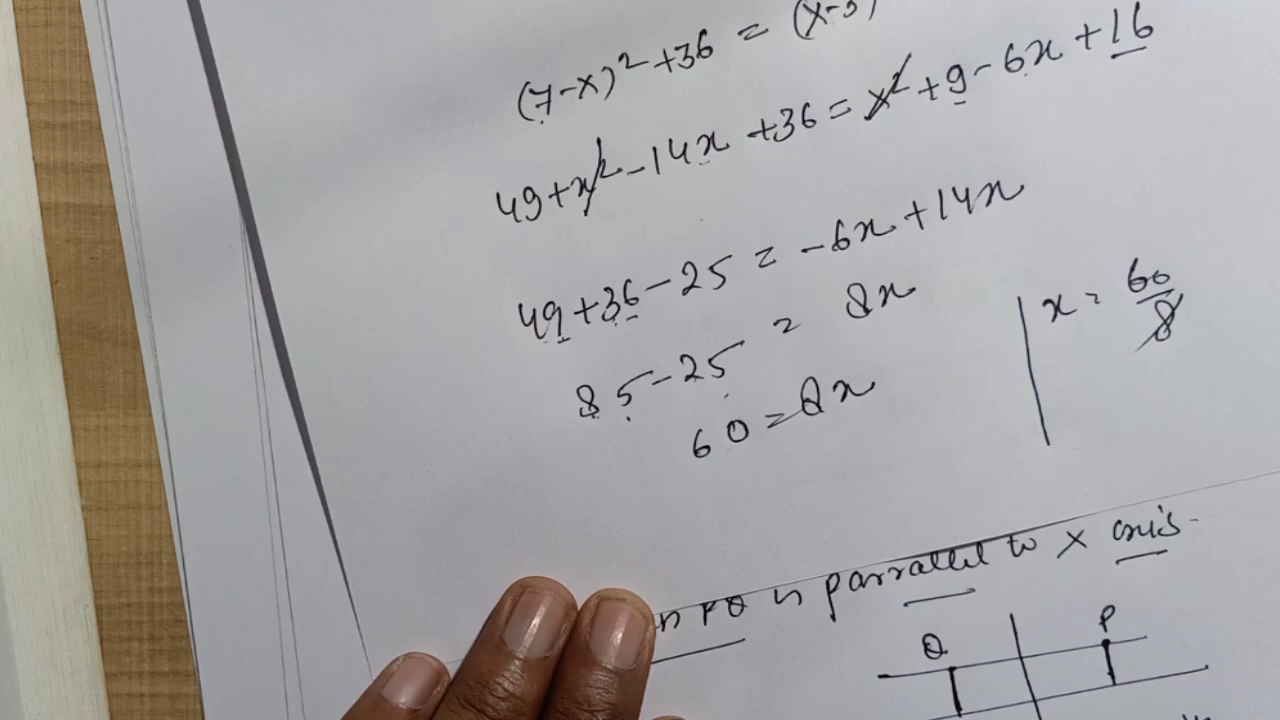 (7-x)² +36 = (x-3)
49+x²-14x +36 = x² +9-6x +16
49+36-25 = -6x+14x
85-25 = 8x
60 = 8x
x = 60/8
PQ is parrallel to X axis.
Q P